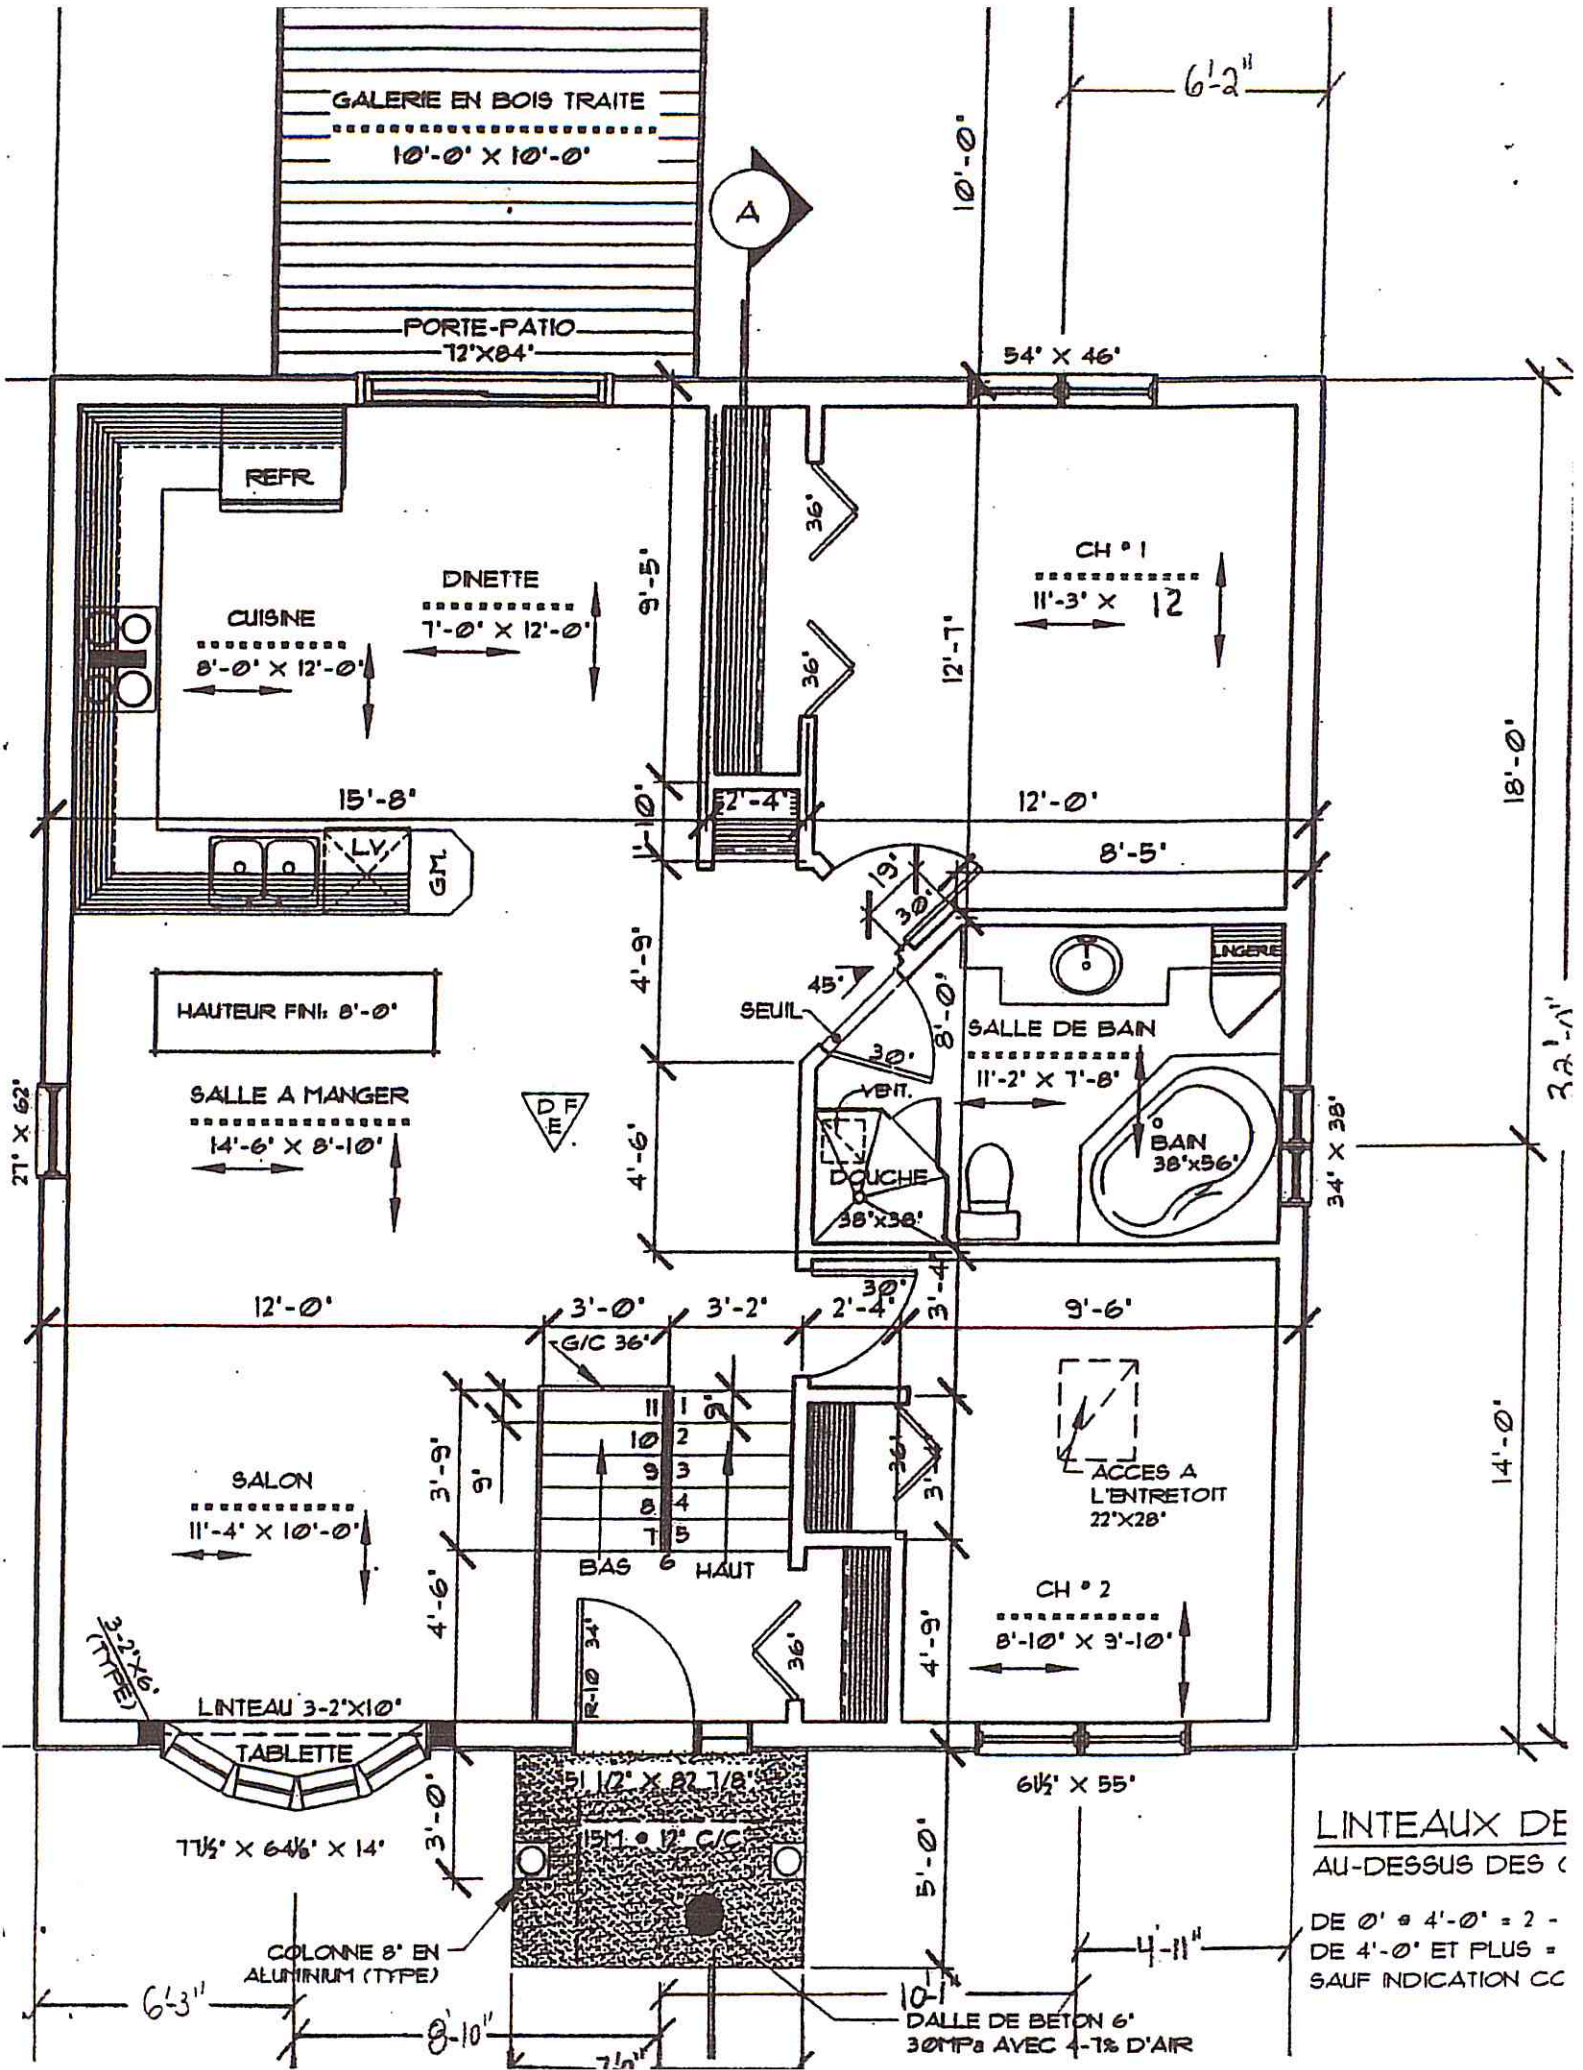 6'-2"
GALERIE EN BOIS TRAITE
10'-0" X 10'-0"
10'-0"
A
PORTE-PATIO
72"X84"
54" X 46"
REFR.
36"
CH # 1
11'-3" X 12
DINETTE
7'-0" X 12'-0"
9'-5"
CUISINE
8'-0" X 12'-0"
36"
12'-7"
18'-0"
15'-8"
2'-4"
12'-0"
1'-10"
L.V.
G.M.
8'-5"
19"
30"
4'-9"
LINGERIE
HAUTEUR FINI: 8'-0"
45°
SEUIL
8'-0"
SALLE DE BAIN
11'-2" X 7'-8"
30"
27" X 62"
SALLE A MANGER
14'-6" X 8'-10"
D F
E
VENT.
4'-6"
BAIN
38"x56"
34" X 38"
DOUCHE
38"x38"
30"
3'-4"
12'-0"
3'-0"
3'-2"
2'-4"
9'-6"
G/C 36"
11 1
9"
10 2
9 3
8 4
7 5
6
3'-9"
9"
36"
SALON
11'-4" X 10'-0"
ACCES A
L'ENTRETOIT
22"X28"
14'-0"
BAS
HAUT
4'-6"
CH # 2
8'-10" X 9'-10"
3-2"X6"
(TYPE)
R-10 34"
36"
4'-9"
LINTEAU 3-2"X10"
TABLETTE
51 1/2" X 82 7/8"
61½" X 55"
15M @ 12" C/C
3'-0"
5'-0"
LINTEAUX DE
AU-DESSUS DES
COLONNE 8" EN
ALUMINIUM (TYPE)
4'-11"
DE 0" @ 4'-0" = 2 -
DE 4'-0" ET PLUS =
SAUF INDICATION CO
6'-3"
10'-1"
DALLE DE BETON 6"
30MPa AVEC 4-7% D'AIR
8'-10"